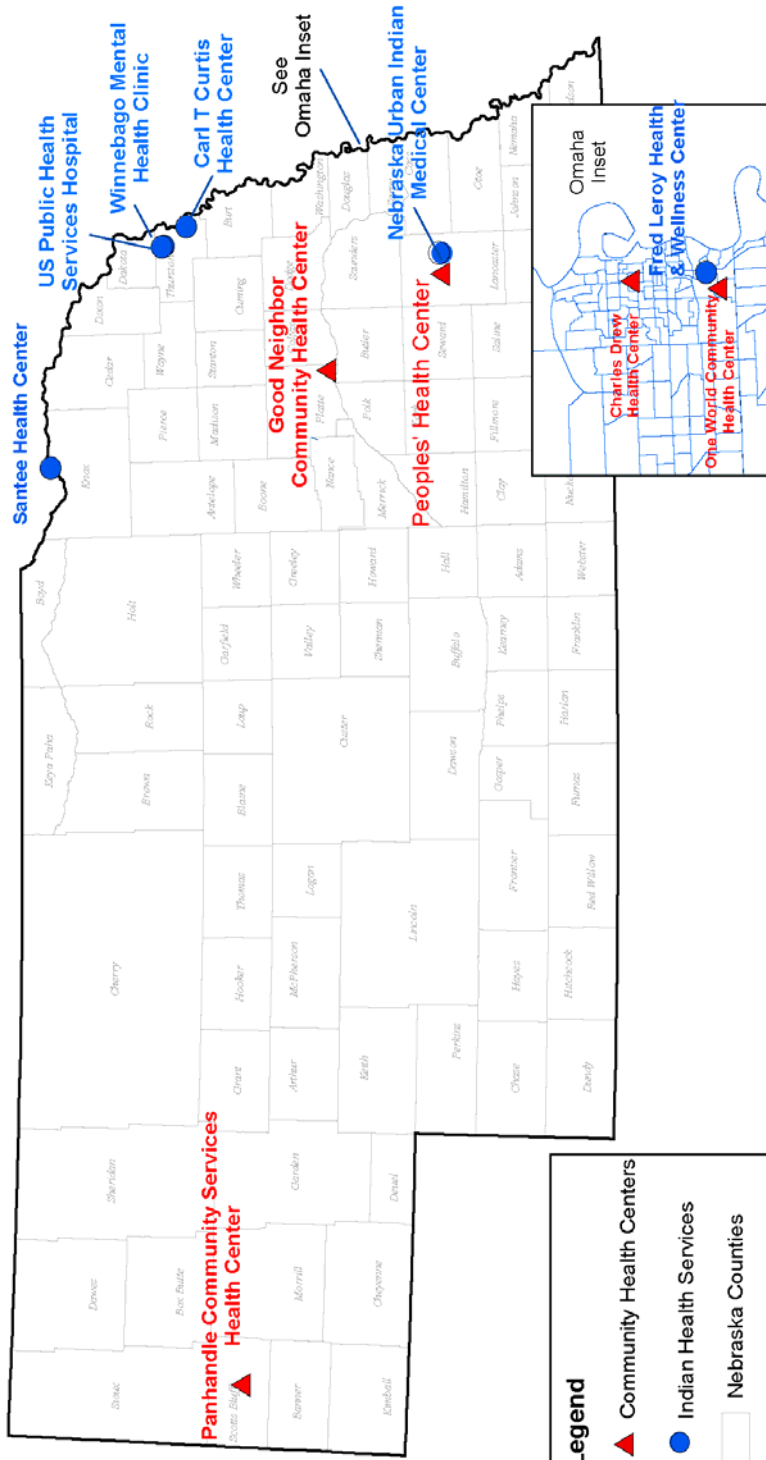 Santee Health Center
US Public Health
Services Hospital
Winnebago Mental
Health Clinic
Carl T Curtis
Health Center
See
Omaha Inset
Nebraska Urban Indian
Medical Center
Good Neighbor
Community Health Center
Peoples' Health Center
Panhandle Community Services
Health Center
Sioux
Dawes
Sheridan
Box Butte
Scotts Bluff
Banner
Morrill
Kimball
Cheyenne
Garden
Deuel
Cherry
Grant
Hooker
Thomas
Arthur
McPherson
Logan
Keith
Lincoln
Perkins
Chase
Hayes
Frontier
Dundy
Hitchcock
Red Willow
Keya Paha
Boyd
Brown
Rock
Holt
Blaine
Loup
Garfield
Wheeler
Custer
Valley
Greeley
Sherman
Howard
Dawson
Buffalo
Hall
Gosper
Phelps
Kearney
Adams
Furnas
Harlan
Franklin
Webster
Knox
Cedar
Dixon
Dakota
Antelope
Pierce
Wayne
Thurston
Boone
Madison
Stanton
Cuming
Burt
Nance
Platte
Washington
Merrick
Polk
Butler
Saunders
Douglas
Hamilton
Seward
Lancaster
Otoe
Clay
Fillmore
Saline
Johnson
Nemaha
Omaha
Inset
Charles Drew
Health Center
Fred Leroy Health
& Wellness Center
One World Community
Health Center
Legend
Community Health Centers
Indian Health Services
Nebraska Counties